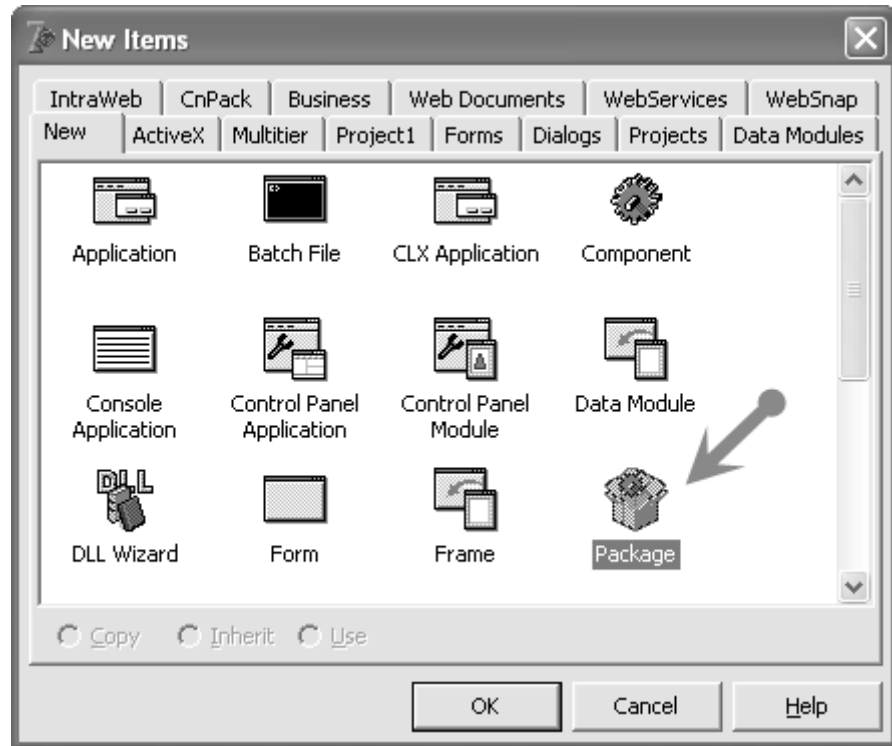 New Items
IntraWeb CnPack Business Web Documents WebServices WebSnap
New ActiveX Multitier Project1 Forms Dialogs Projects Data Modules
Application Batch File CLX Application Component
Console Control Panel Control Panel Data Module
Application Application Module
DLL
DLL Wizard Form Frame Package
Copy Inherit Use
OK Cancel Help